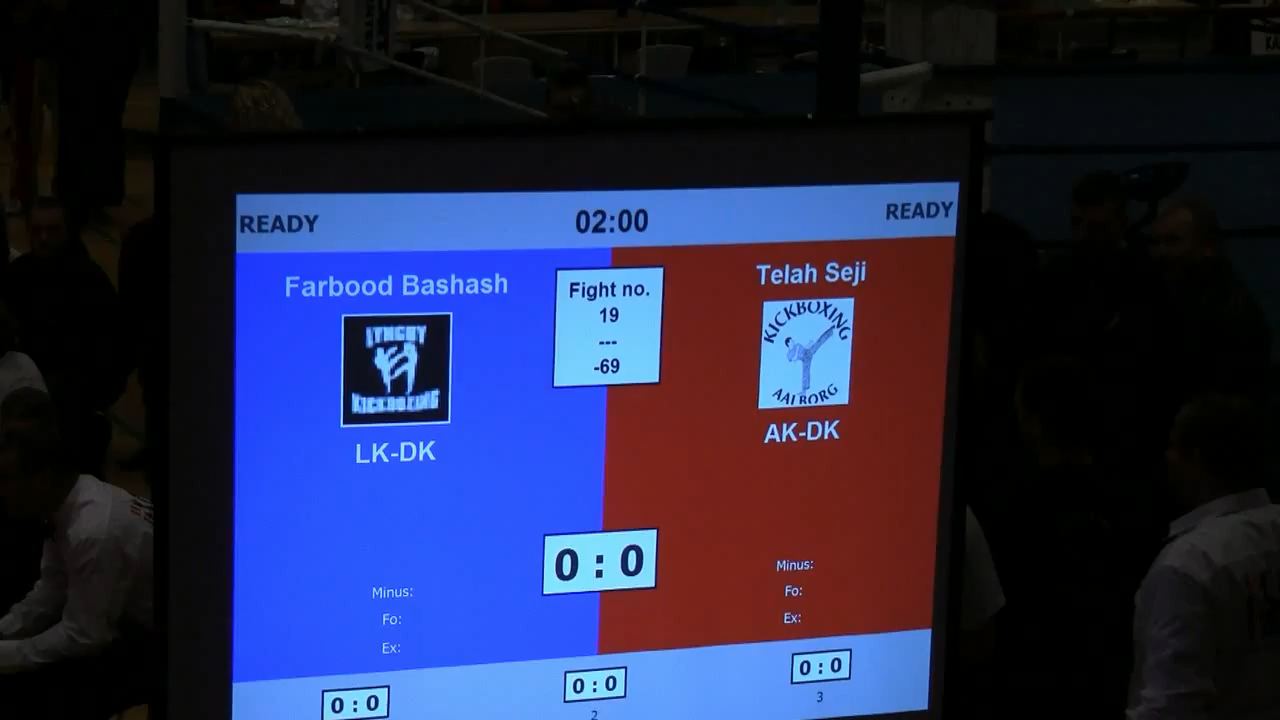 READY
02:00
READY
Farbood Bashash
Fight no.
19
---
-69
Telah Seji
KICKBOXING
AALBORG
KICKBOXING
LK-DK
AK-DK
0 : 0
Minus:
Fo:
Ex:
Minus:
Fo:
Ex:
0 : 0
0 : 0
2
0 : 0
3